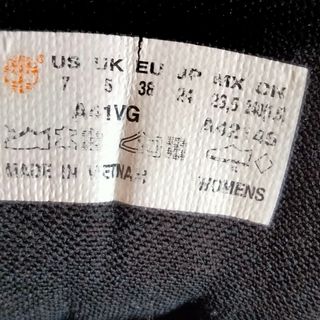 US UK EU JP MX CN
7 5 38 24 23,5 240(1,5)
A41VG A42145
MADE IN VIETNAM WOMENS